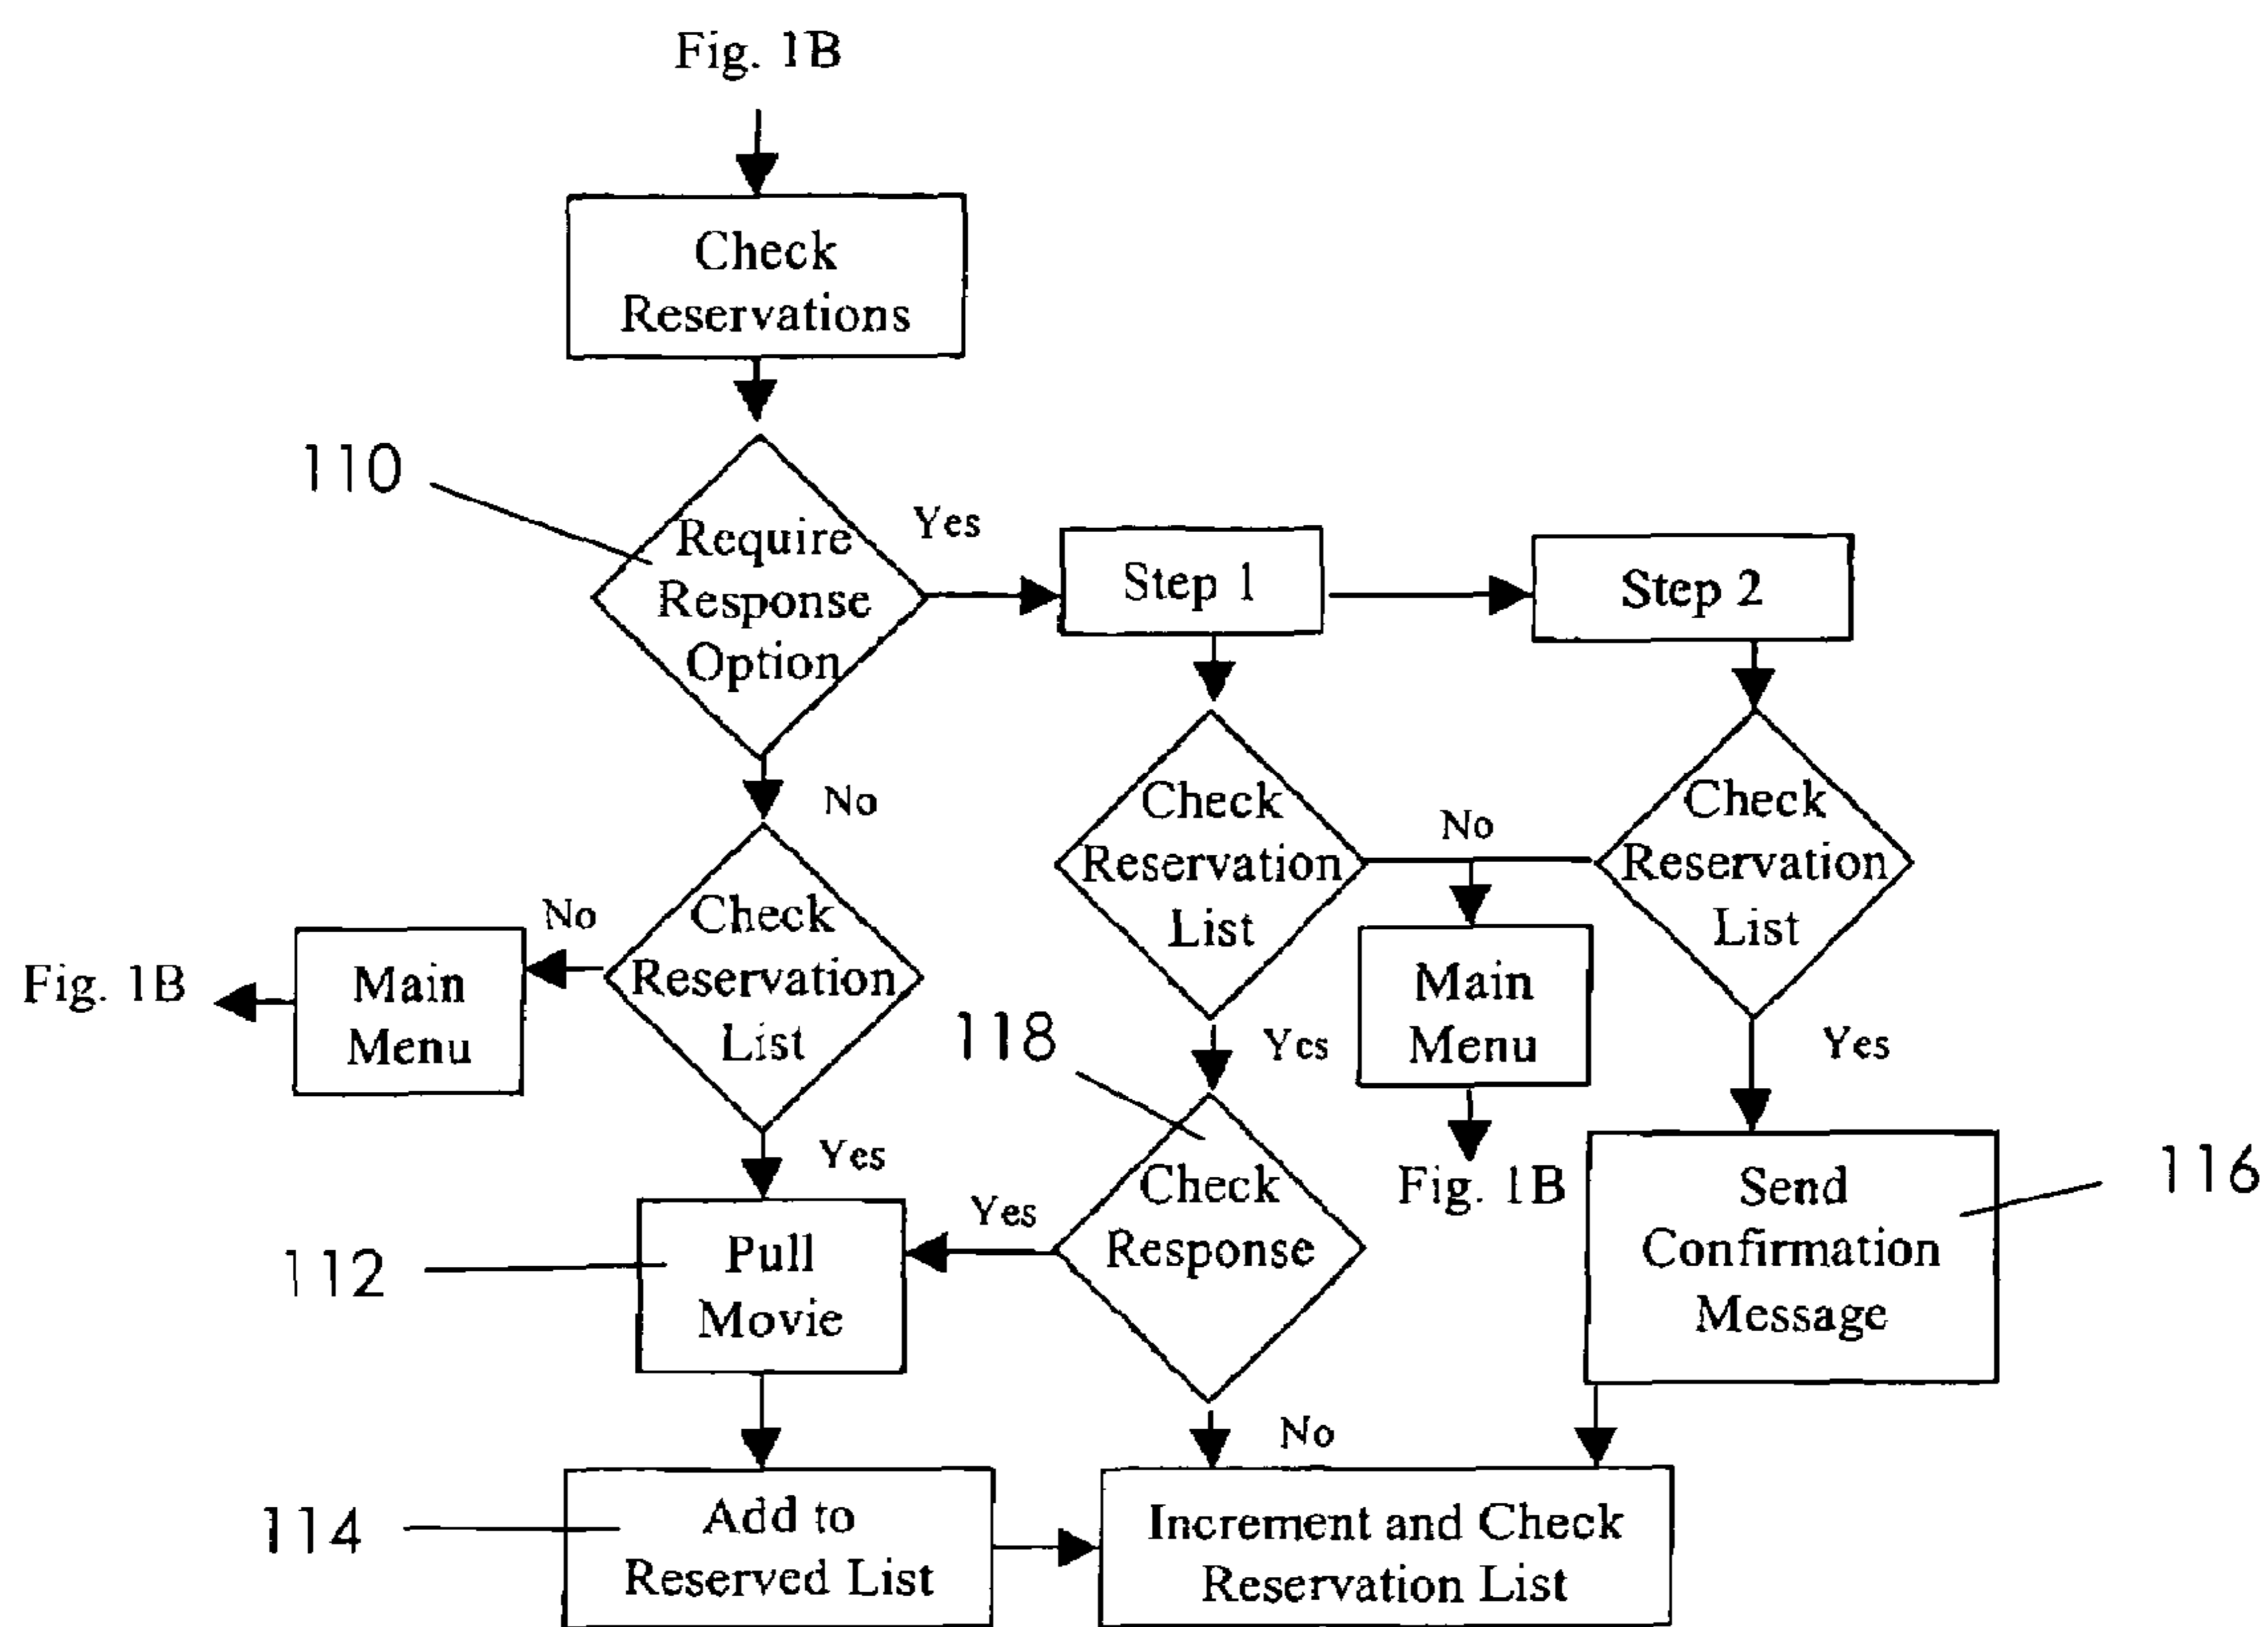 Fig. 1B
Check
Reservations
110
Require
Response
Option
Yes
Step 1
Step 2
No
Check
Reservation
List
No
Main
Menu
Fig. 1B
Yes
Check
Reservation
List
No
Check
Reservation
List
Main
Menu
Fig. 1B
Yes
Yes
118
Check
Response
Yes
No
Send
Confirmation
Message
116
112
Pull
Movie
114
Add to
Reserved List
Increment and Check
Reservation List